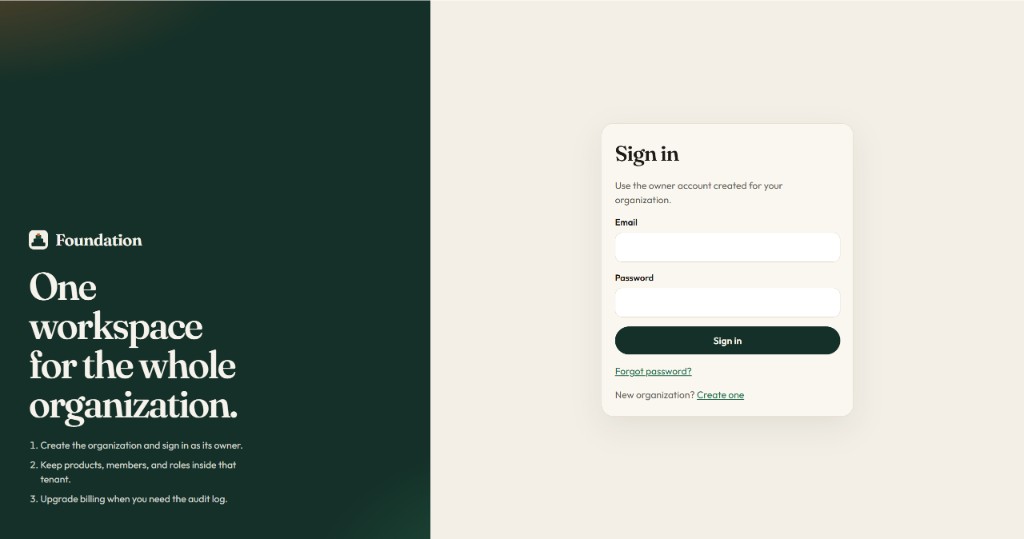 Foundation
One
workspace
for the whole
organization.
1. Create the organization and sign in as its owner.
2. Keep products, members, and roles inside that
tenant.
3. Upgrade billing when you need the audit log.
Sign in
Use the owner account created for your
organization.
Email
Password
Sign in
Forgot password?
New organization? Create one